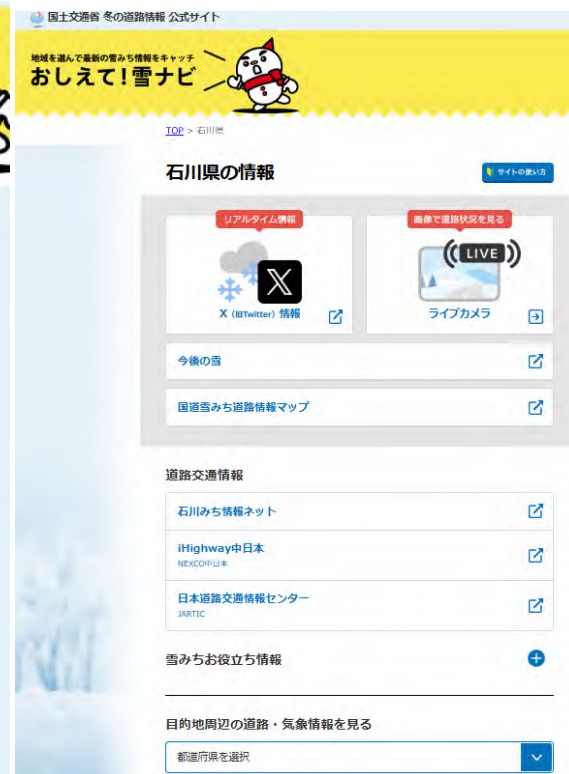 国土交通省 冬の道路情報 公式サイト
地域を選んで最新の雪みち情報をキャッチ
おしえて!雪ナビ
TOP > 石川県
石川県の情報
サイトの使い方
リアルタイム情報
X (旧Twitter) 情報
画像で道路状況を見る
LIVE
ライブカメラ
今後の雪
国道雪みち道路情報マップ
道路交通情報
石川みち情報ネット
iHighway中日本
NEXCO中日本
日本道路交通情報センター
JARTIC
雪みちお役立ち情報
目的地周辺の道路・気象情報を見る
都道府県を選択